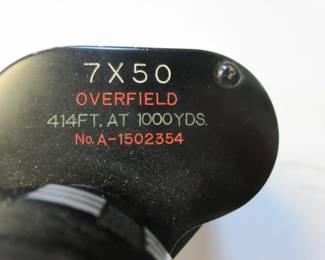 7X50
OVERFIELD
414FT. AT 1000YDS.
No. A-1502354